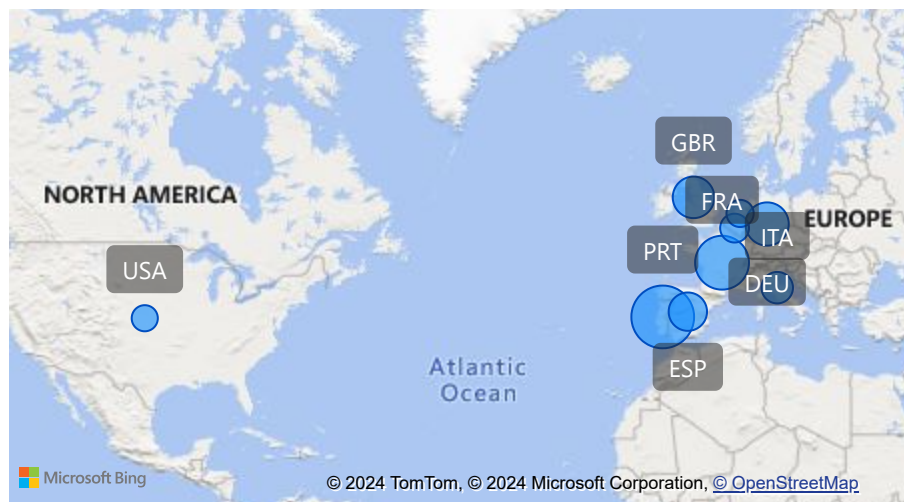 GBR
NORTH AMERICA
FRA
EUROPE
ITA
PRT
USA
DEU
Atlantic
Ocean
ESP
Microsoft Bing
© 2024 TomTom, © 2024 Microsoft Corporation, © OpenStreetMap